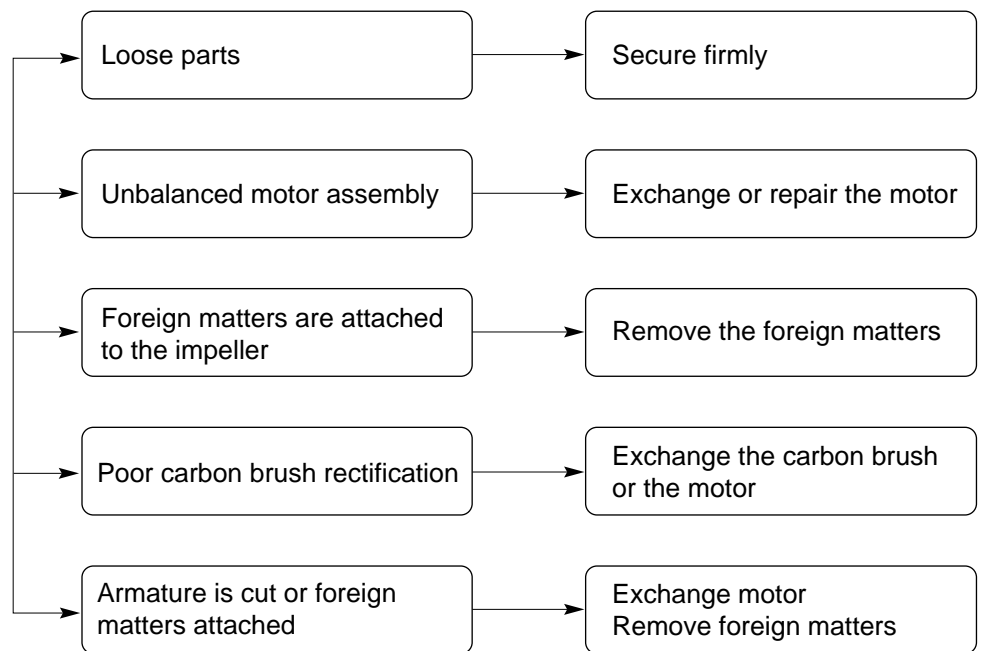 Loose parts
Secure firmly
Unbalanced motor assembly
Exchange or repair the motor
Foreign matters are attached
to the impeller
Remove the foreign matters
Poor carbon brush rectification
Exchange the carbon brush
or the motor
Armature is cut or foreign
matters attached
Exchange motor
Remove foreign matters